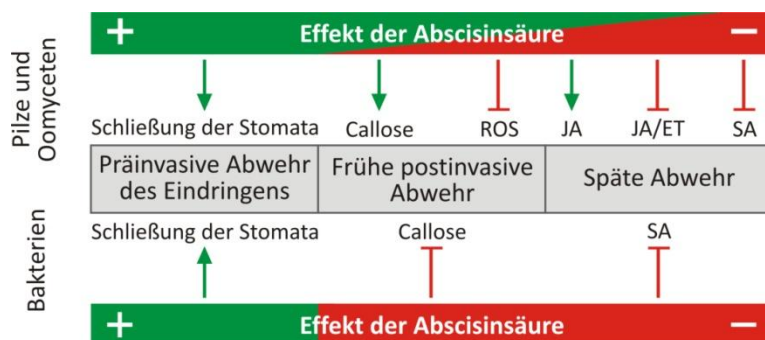 + Effekt der Abscisinsäure –
Pilze und
Oomyceten
Schließung der Stomata Callose ROS JA JA/ET SA
Präinvasive Abwehr
des Eindringens
Frühe postinvasive
Abwehr
Späte Abwehr
Bakterien
Schließung der Stomata Callose SA
+ Effekt der Abscisinsäure –